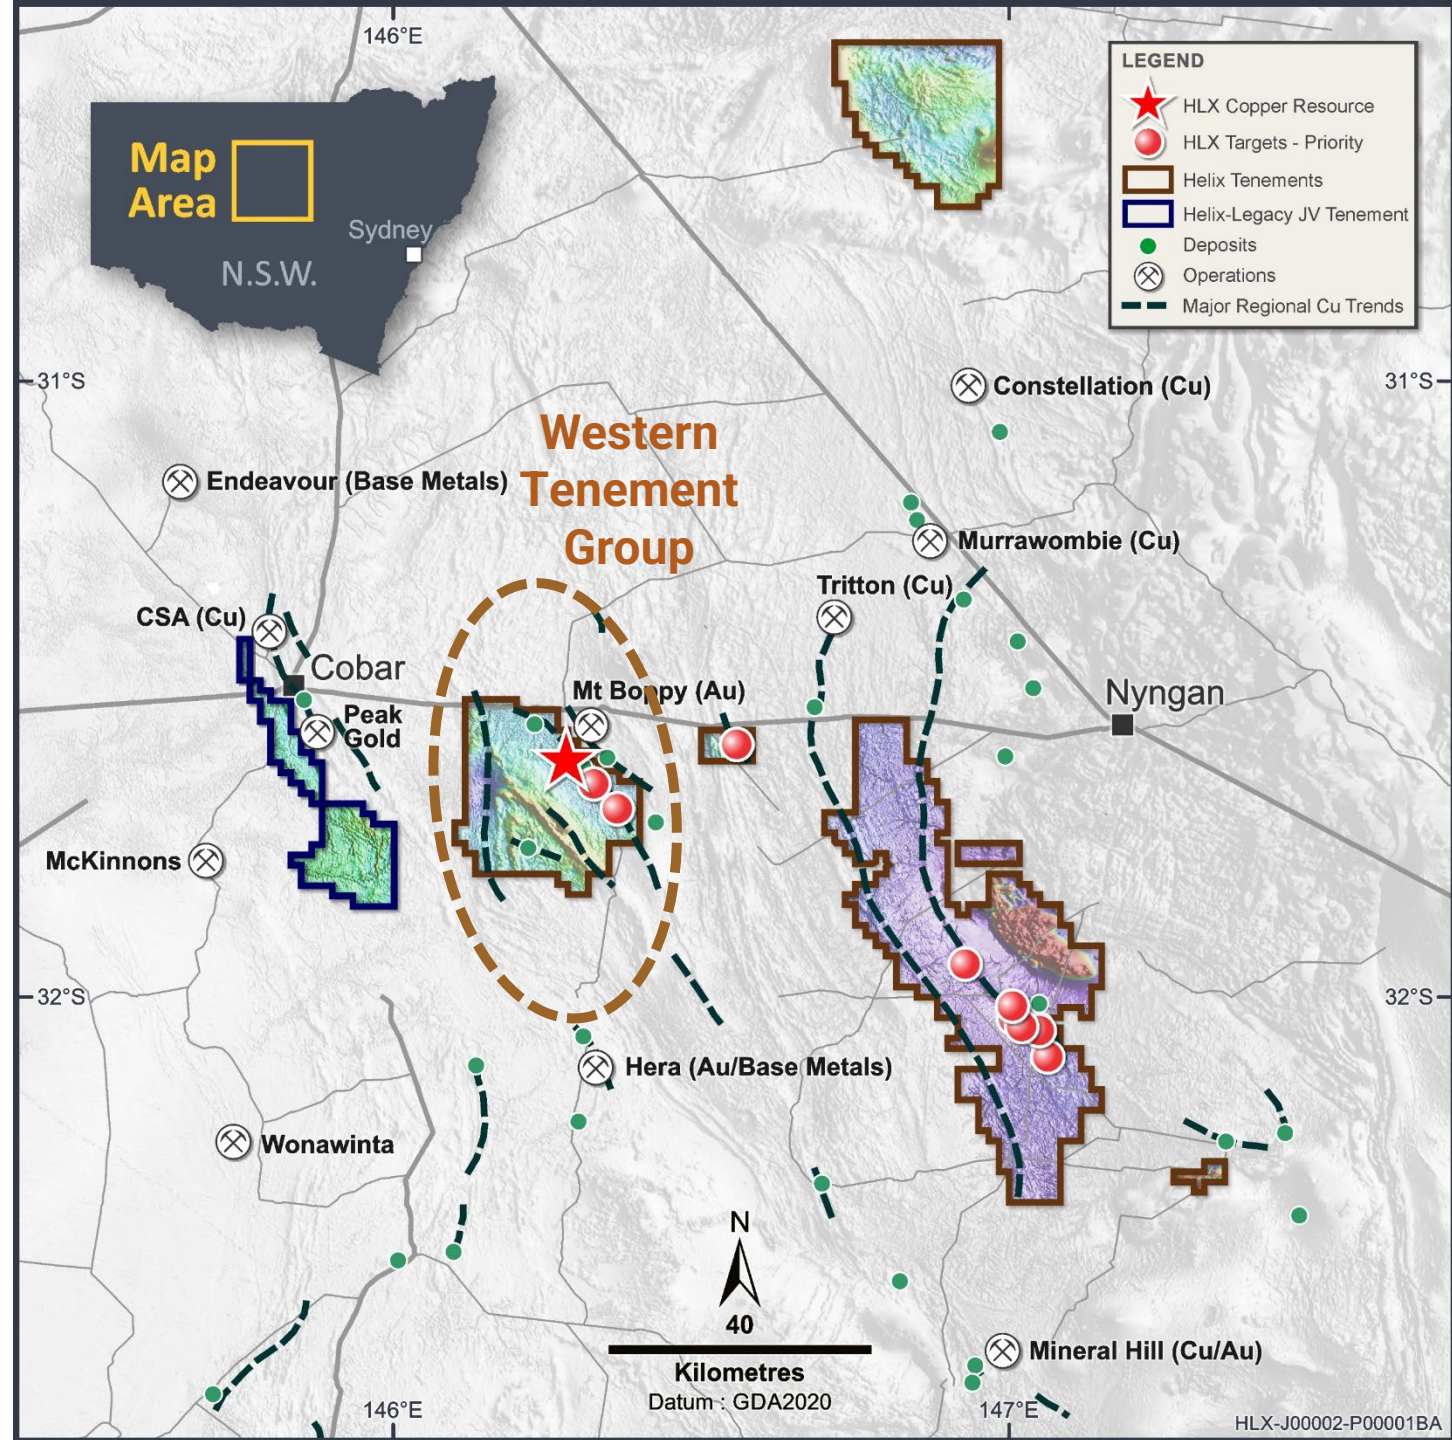 146°E
LEGEND
HLX Copper Resource
HLX Targets - Priority
Helix Tenements
Helix-Legacy JV Tenement
Deposits
Operations
Major Regional Cu Trends
Map
Area
Sydney
N.S.W.
31°S
31°S
Constellation (Cu)
Western
Tenement
Group
Endeavour (Base Metals)
Murrawombie (Cu)
Tritton (Cu)
CSA (Cu)
Cobar
Mt Boppy (Au)
Nyngan
Peak
Gold
McKinnons
32°S
32°S
Hera (Au/Base Metals)
Wonawinta
N
40
Kilometres
Datum : GDA2020
Mineral Hill (Cu/Au)
146°E
147°E
HLX-J00002-P00001BA